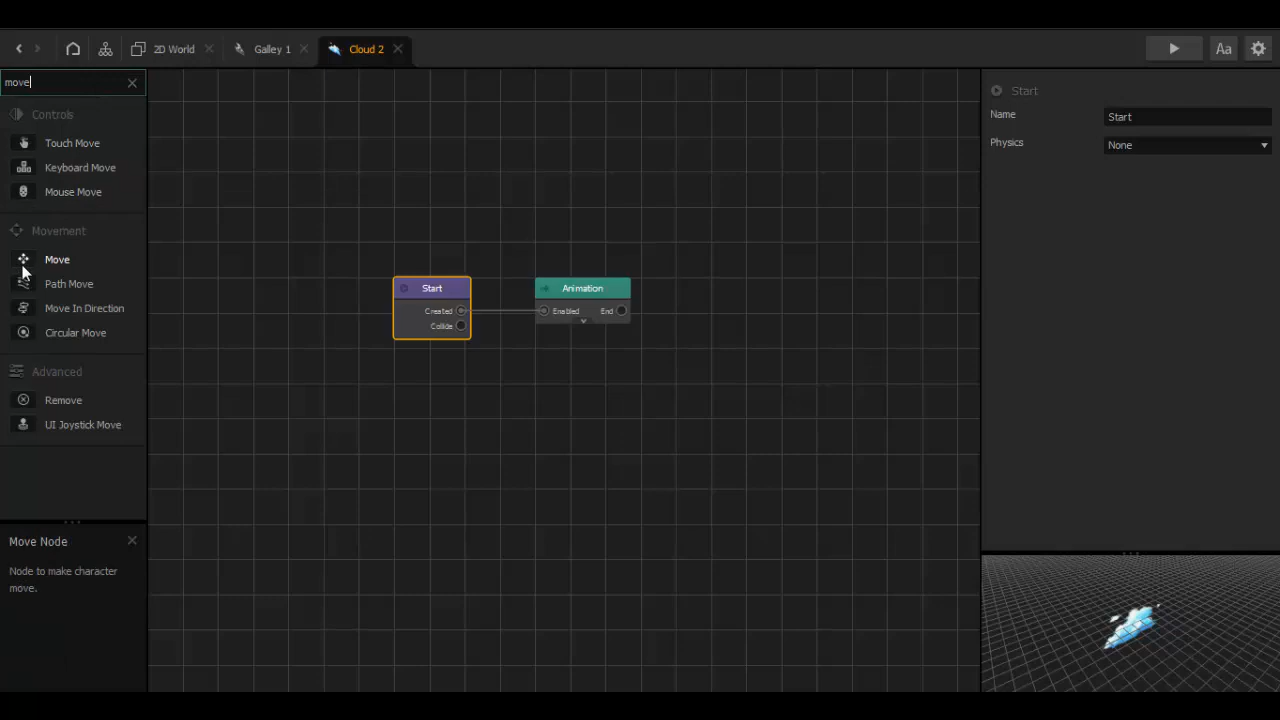 2D World
Galley 1
Cloud 2
Aa
move
Controls
Touch Move
Keyboard Move
Mouse Move
Movement
Move
Path Move
Move In Direction
Circular Move
Advanced
Remove
UI Joystick Move
Move Node
Node to make character
move.
Start
Created
Collide
Animation
Enabled End
Start
Name Start
Physics None